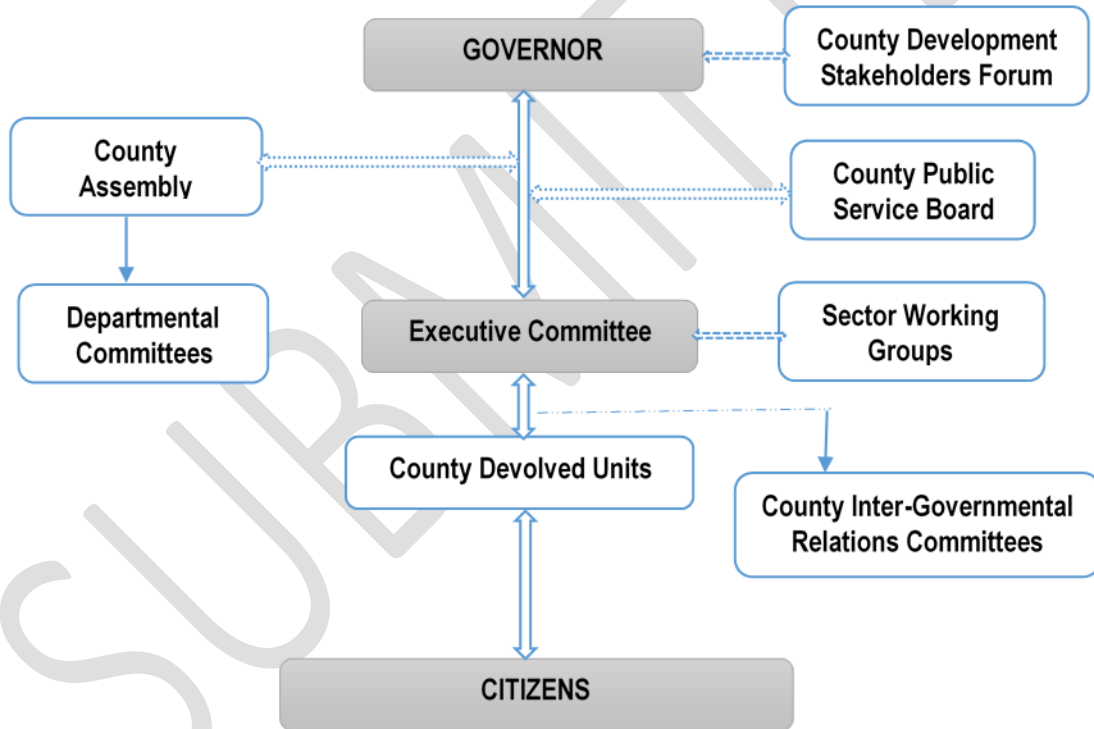 GOVERNOR
County Development
Stakeholders Forum
County
Assembly
County Public
Service Board
Departmental
Committees
Executive Committee
Sector Working
Groups
County Devolved Units
County Inter-Governmental
Relations Committees
CITIZENS